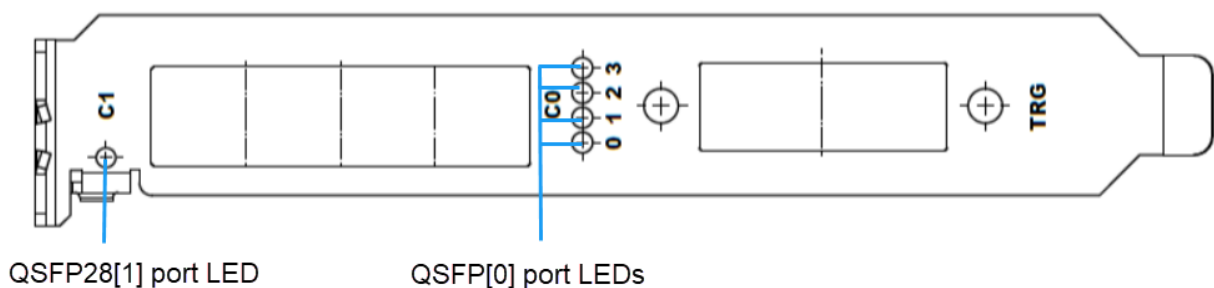 C1
C0
3
2
1
0
TRG
QSFP28[1] port LED
QSFP[0] port LEDs